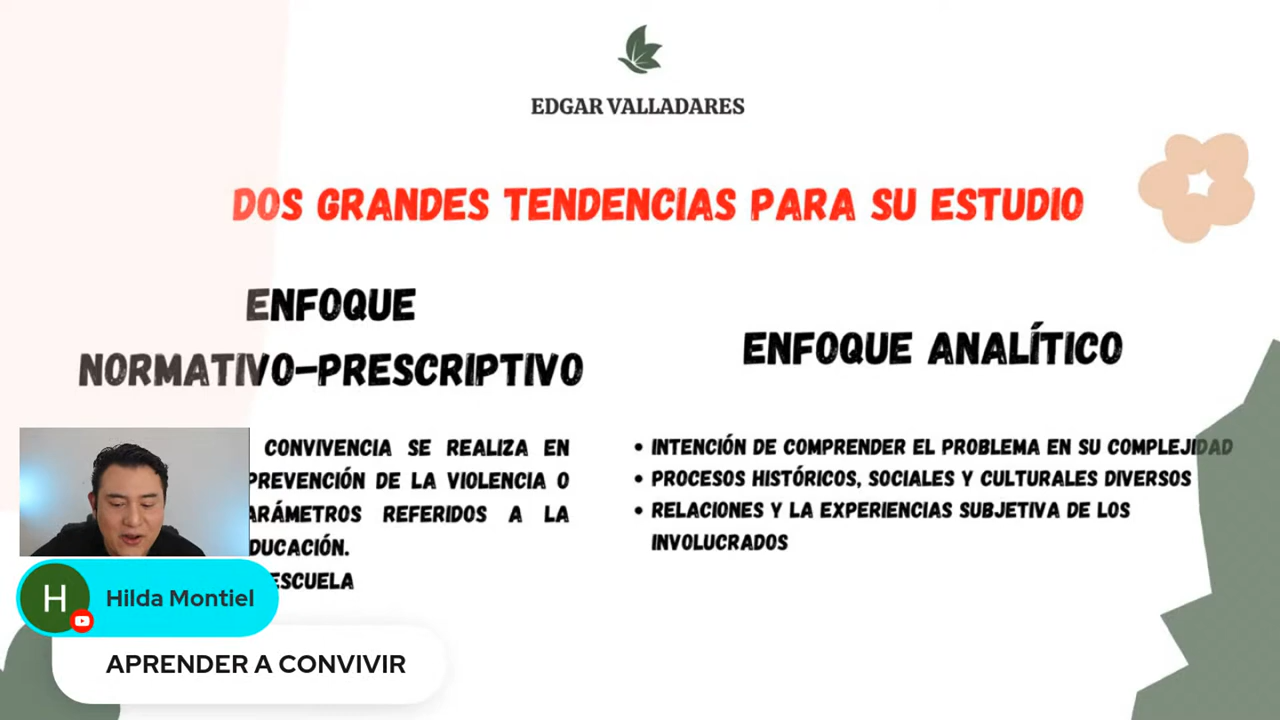 EDGAR VALLADARES
DOS GRANDES TENDENCIAS PARA SU ESTUDIO
ENFOQUE
NORMATIVO-PRESCRIPTIVO
CONVIVENCIA SE REALIZA EN
PREVENCIÓN DE LA VIOLENCIA O
REFERIDOS A LA
ESCUELA
ENFOQUE ANALÍTICO
• INTENCIÓN DE COMPRENDER EL PROBLEMA EN SU COMPLEJIDAD
• PROCESOS HISTÓRICOS, SOCIALES Y CULTURALES DIVERSOS
• RELACIONES Y LA EXPERIENCIAS SUBJETIVA DE LOS
INVOLUCRADOS
H
Hilda Montiel
APRENDER A CONVIVIR